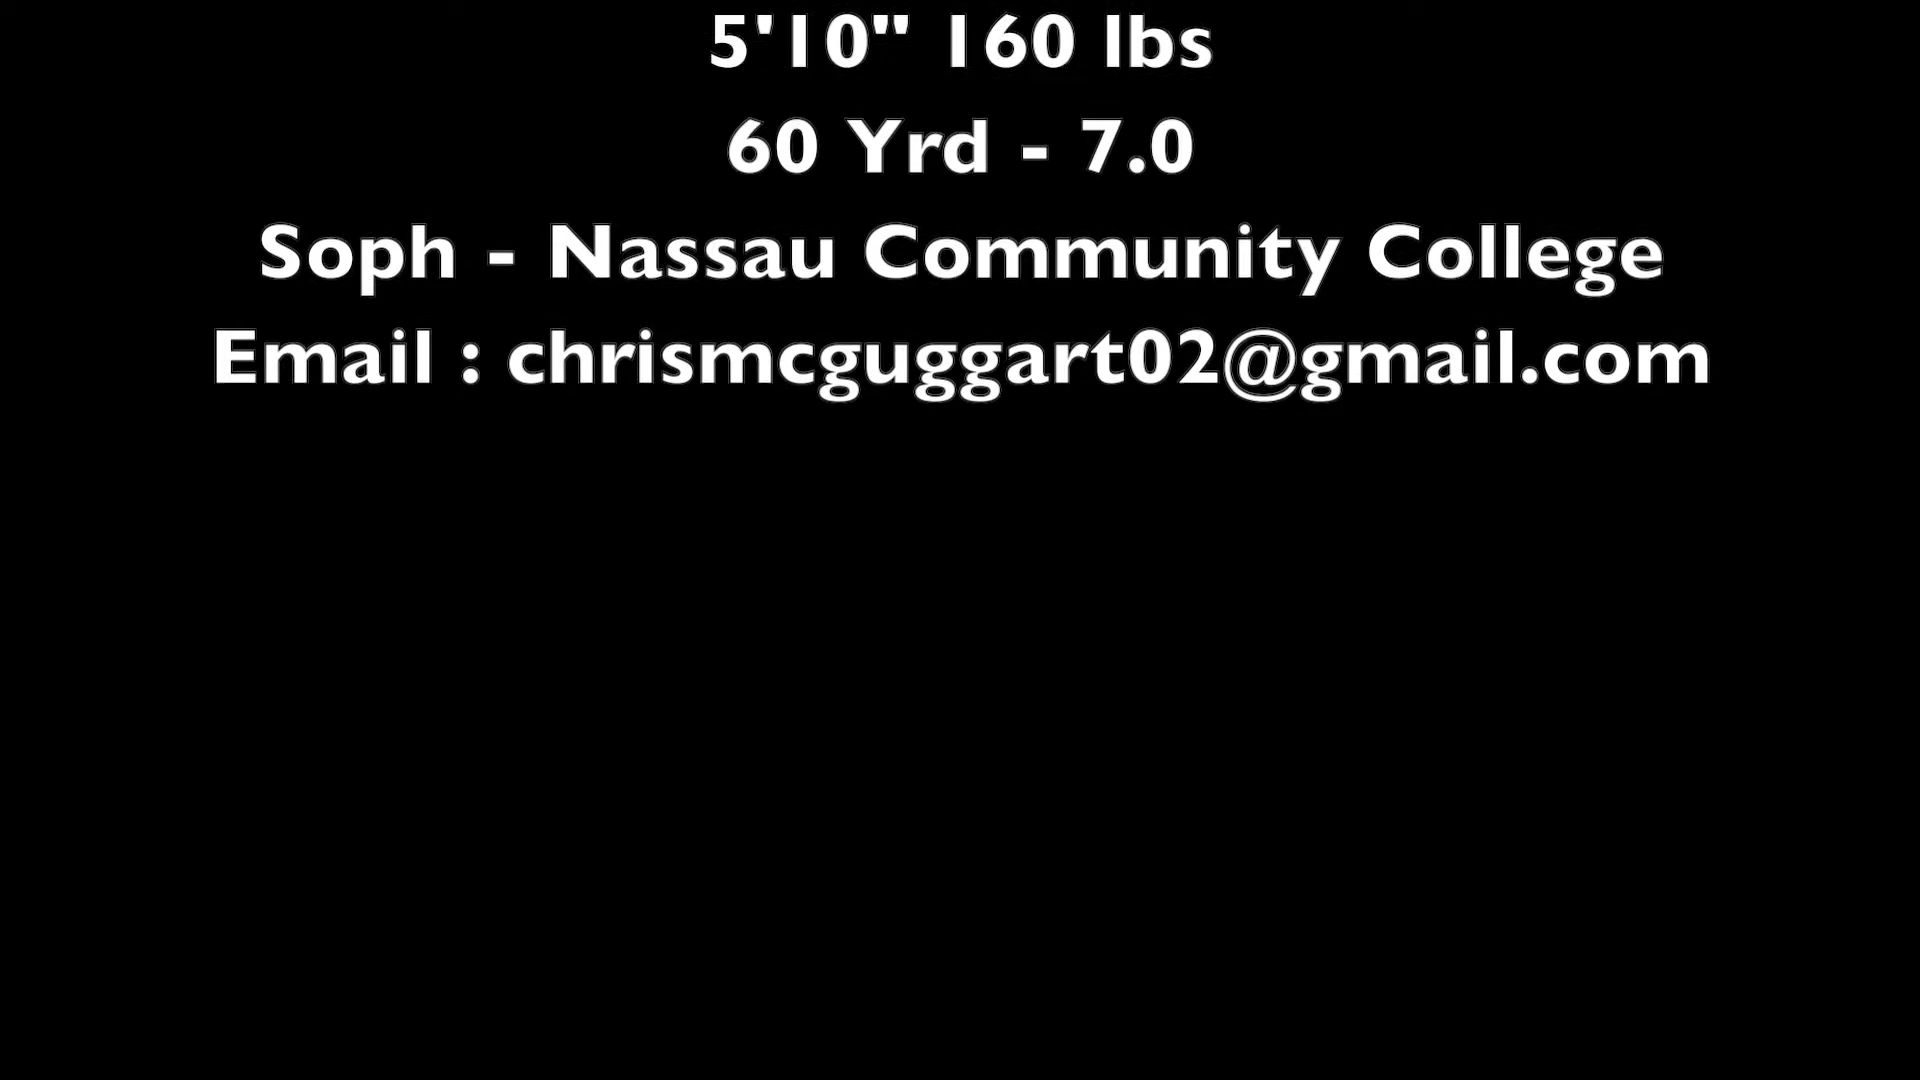 5'10" 160 lbs
60 Yrd - 7.0
Soph - Nassau Community College
Email : chrismcguggart02@gmail.com